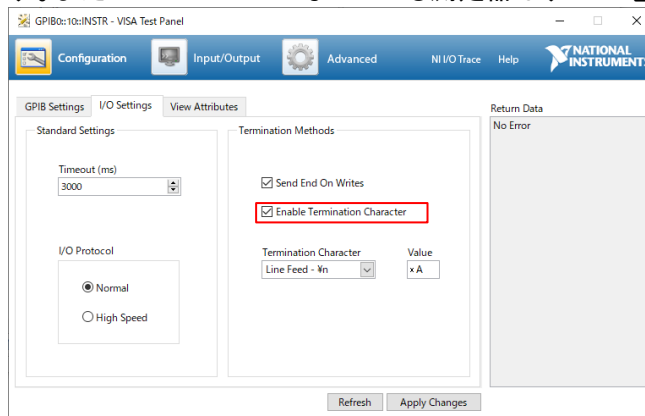 GPIB0::10::INSTR - VISA Test Panel
Configuration
Input/Output
Advanced
NI I/O Trace
Help
NATIONAL
INSTRUMENTS
GPIB Settings
I/O Settings
View Attributes
Return Data
No Error
Standard Settings
Timeout (ms)
3000
I/O Protocol
Normal
High Speed
Termination Methods
Send End On Writes
Enable Termination Character
Termination Character
Value
Line Feed - ¥n
x A
Refresh
Apply Changes